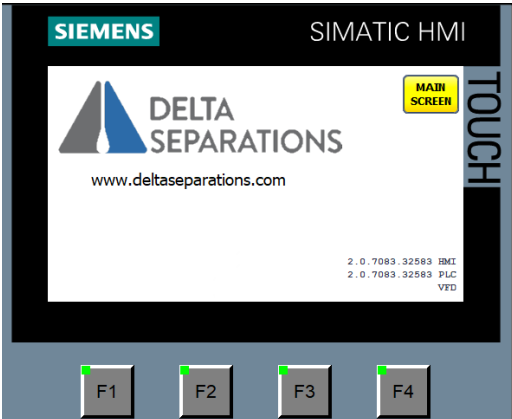 SIEMENS
SIMATIC HMI
MAIN
SCREEN
TOUCH
DELTA
SEPARATIONS
www.deltaseparations.com
2.0.7083.32583 HMI
2.0.7083.32583 PLC
VFD
F1
F2
F3
F4